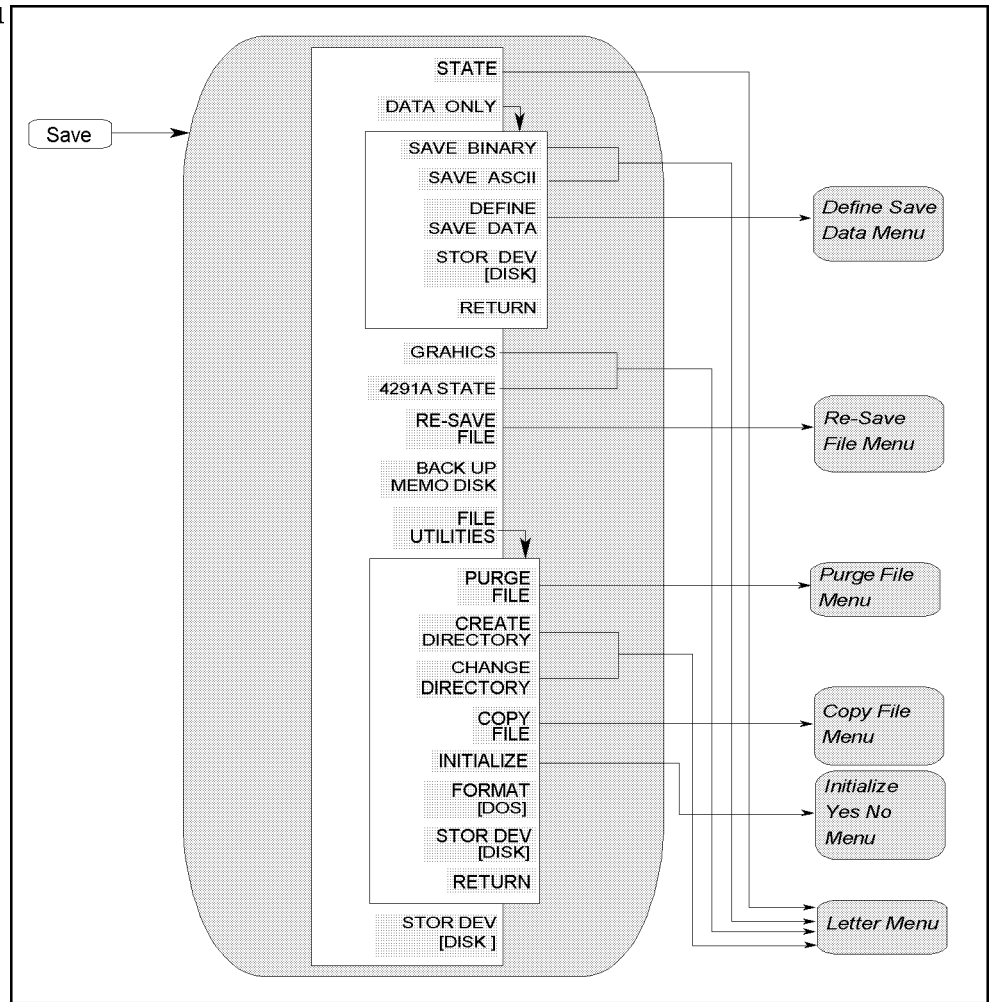 1
Save
STATE
DATA ONLY
SAVE BINARY
SAVE ASCII
DEFINE
SAVE DATA
STOR DEV
[DISK]
RETURN
GRAHICS
4291A STATE
RE-SAVE
FILE
BACK UP
MEMO DISK
FILE
UTILITIES
PURGE
FILE
CREATE
DIRECTORY
CHANGE
DIRECTORY
COPY
FILE
INITIALIZE
FORMAT
[DOS]
STOR DEV
[DISK]
RETURN
STOR DEV
[DISK ]
Define Save
Data Menu
Re-Save
File Menu
Purge File
Menu
Copy File
Menu
Initialize
Yes No
Menu
Letter Menu